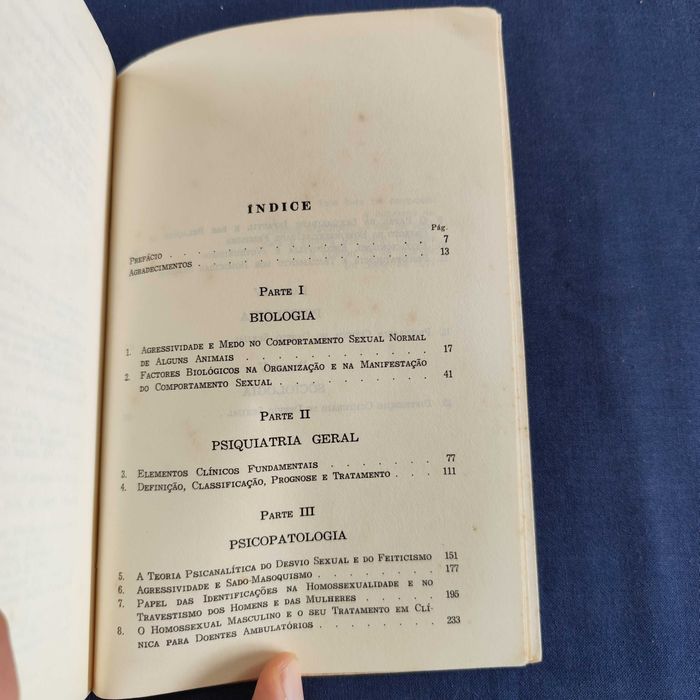 ÍNDICE
Pág.
Prefácio . . . . . . . . . . . . . . . . 7
Agradecimentos . . . . . . . . . . . . . . 13
Parte I
BIOLOGIA
1. Agressividade e Medo no Comportamento Sexual Normal
de Alguns Animais . . . . . . . . . . 17
2. Factores Biológicos na Organização e na Manifestação
do Comportamento Sexual . . . . . . . . 41
Parte II
PSIQUIATRIA GERAL
3. Elementos Clínicos Fundamentais . . . . . . 77
4. Definição, Classificação, Prognose e Tratamento . . . 111
Parte III
PSICOPATOLOGIA
5. A Teoria Psicanalítica do Desvio Sexual e do Feiticismo 151
6. Agressividade e Sado-Masoquismo . . . . . . 177
7. Papel das Identificações na Homossexualidade e no
Travestismo dos Homens e das Mulheres . . . . 195
8. O Homossexual Masculino e o seu Tratamento em Clí-
nica para Doentes Ambulatórios . . . . . . 233